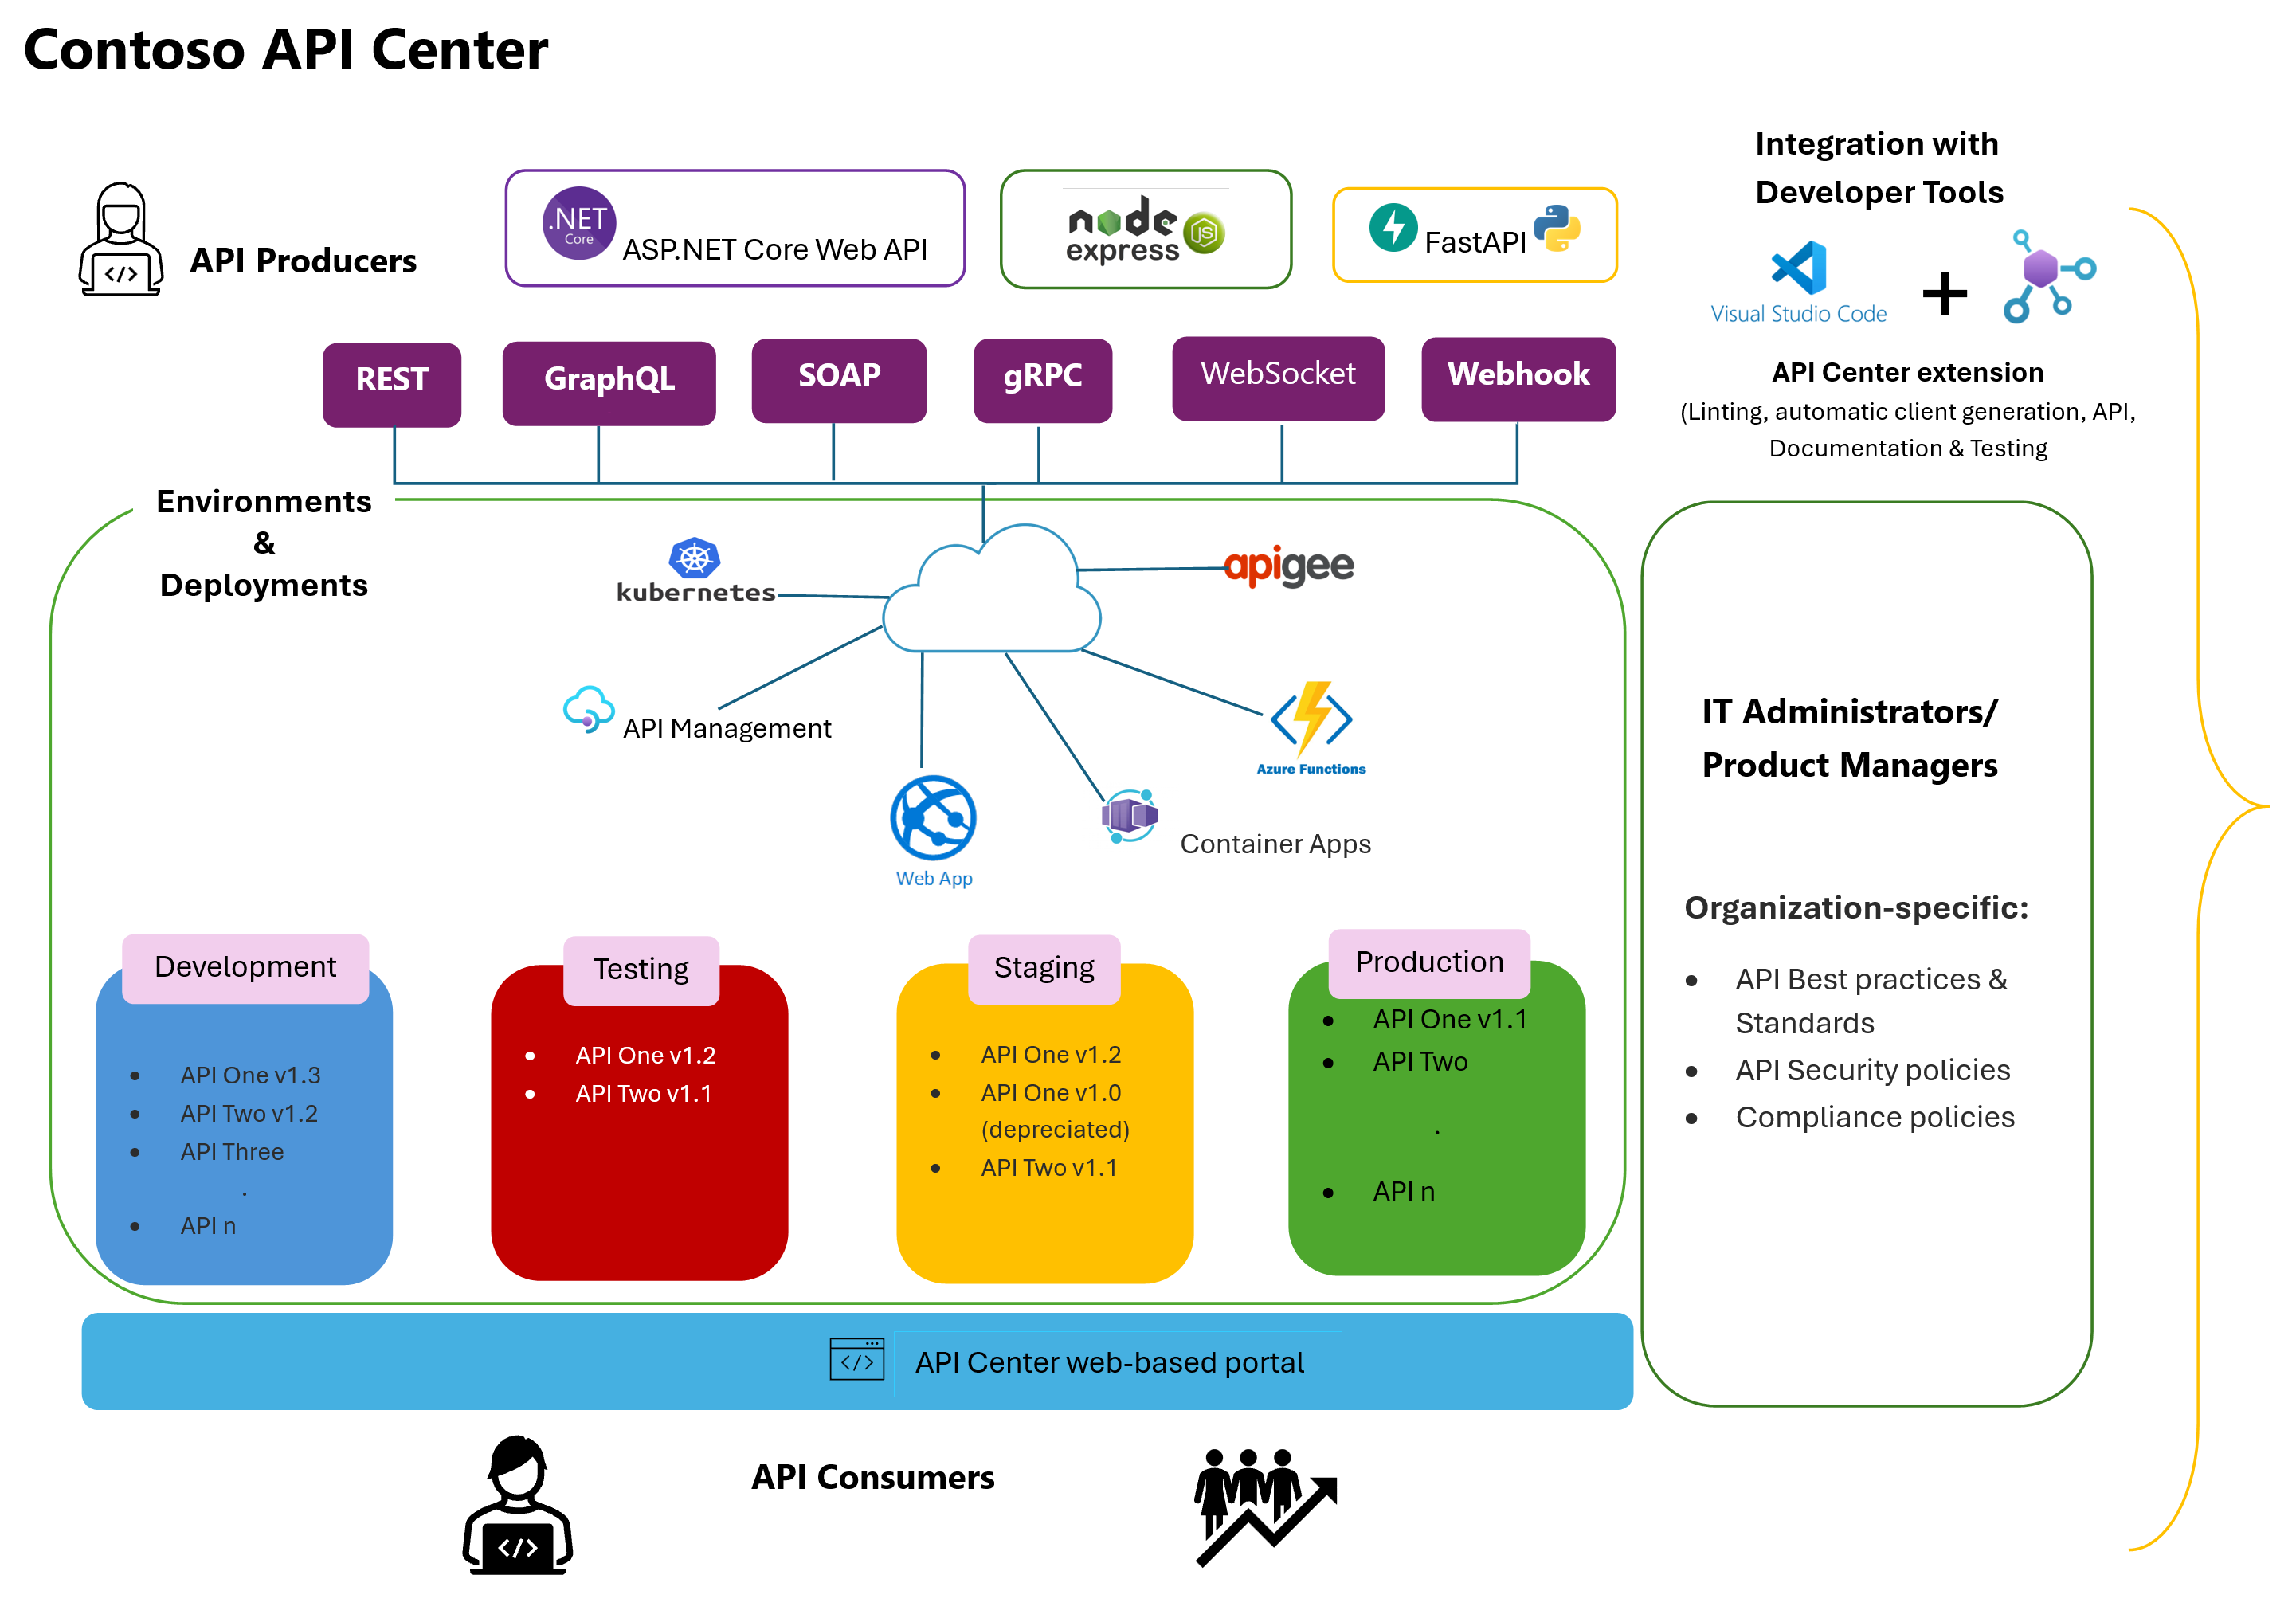 Contoso API Center
API Producers
.NET
Core
ASP.NET Core Web API
node
express
JS
FastAPI
Integration with
Developer Tools
Visual Studio Code
+
API Center extension
(Linting, automatic client generation, API,
Documentation & Testing
REST
GraphQL
SOAP
gRPC
WebSocket
Webhook
Environments
&
Deployments
kubernetes
apigee
API Management
Azure Functions
Web App
Container Apps
Development
• API One v1.3
• API Two v1.2
• API Three
.
• API n
Testing
• API One v1.2
• API Two v1.1
Staging
• API One v1.2
• API One v1.0
(depreciated)
• API Two v1.1
Production
• API One v1.1
• API Two
.
• API n
IT Administrators/
Product Managers
Organization-specific:
• API Best practices &
Standards
• API Security policies
• Compliance policies
</> API Center web-based portal
API Consumers